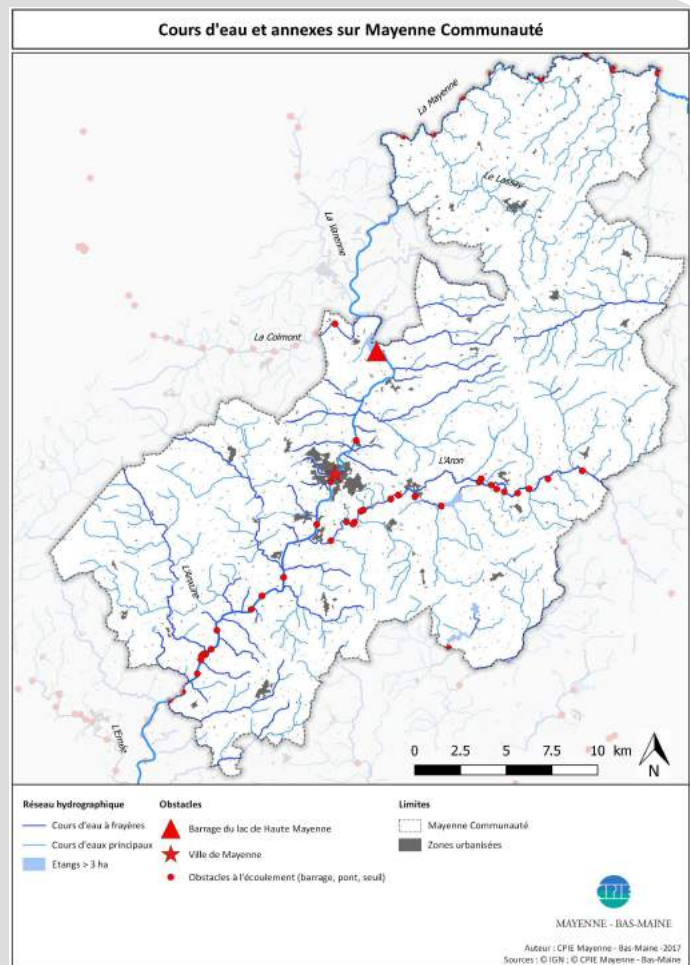 Cours d'eau et annexes sur Mayenne Communauté
La Mayenne
Le Lassay
La Varenne
La Colmont
L'Aron
L'Anxure
L'Ernée
0 2.5 5 7.5 10 km
N
Réseau hydrographique
Cours d'eau à frayères
Cours d'eaux principaux
Etangs > 3 ha
Obstacles
Barrage du lac de Haute Mayenne
Ville de Mayenne
Obstacles à l'écoulement (barrage, pont, seuil)
Limites
Mayenne Communauté
Zones urbanisées
CPIE
MAYENNE - BAS-MAINE
Auteur : CPIE Mayenne - Bas-Maine -2017
Sources : © IGN ; © CPIE Mayenne - Bas-Maine